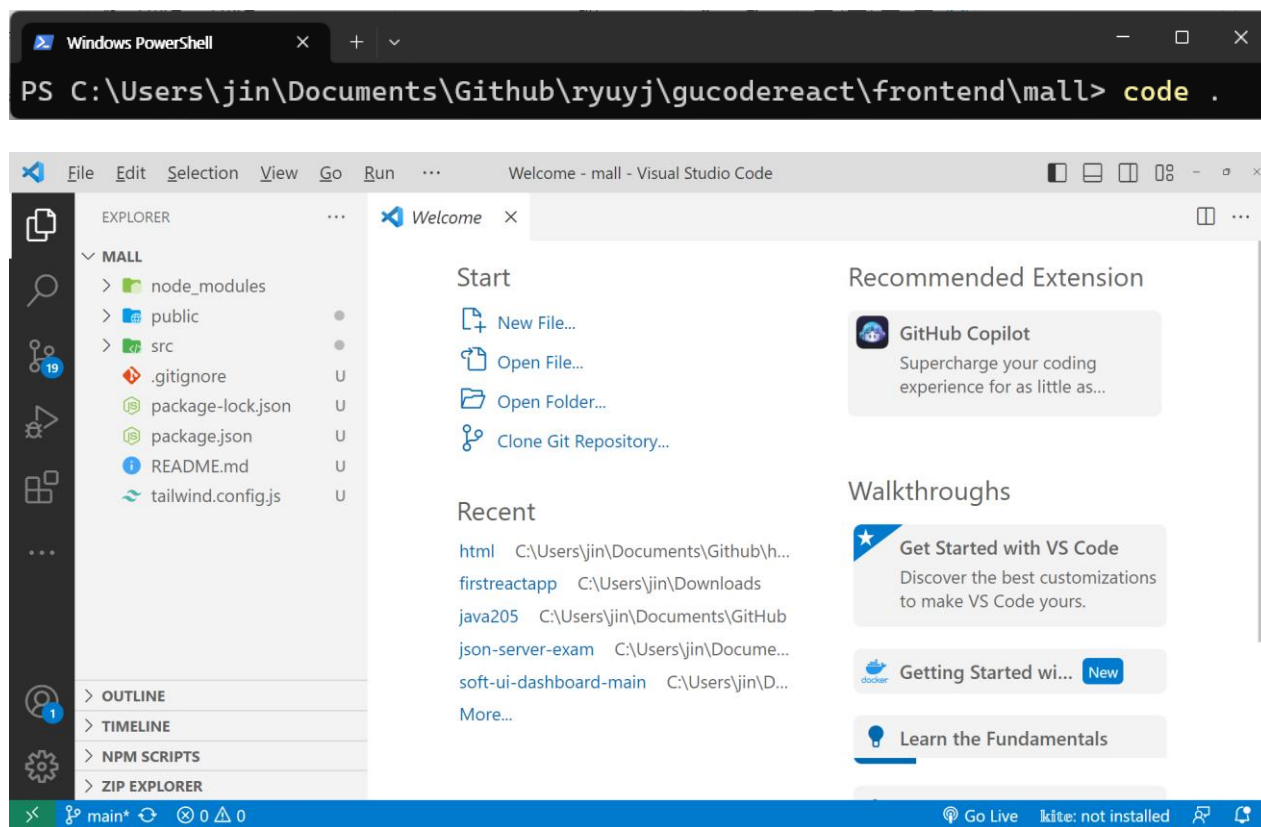 Windows PowerShell
PS C:\Users\jin\Documents\Github\ryuyj\gucodereact\frontend\mall> code .
File Edit Selection View Go Run ··· Welcome - mall - Visual Studio Code
EXPLORER ···
MALL
node_modules
public
src
.gitignore U
package-lock.json U
package.json U
README.md U
tailwind.config.js U
OUTLINE
TIMELINE
NPM SCRIPTS
ZIP EXPLORER
19
1
Welcome
Start
New File...
Open File...
Open Folder...
Clone Git Repository...
Recent
html C:\Users\jin\Documents\Github\h...
firstreactapp C:\Users\jin\Downloads
java205 C:\Users\jin\Documents\GitHub
json-server-exam C:\Users\jin\Docume...
soft-ui-dashboard-main C:\Users\jin\D...
More...
Recommended Extension
GitHub Copilot
Supercharge your coding
experience for as little as...
Walkthroughs
Get Started with VS Code
Discover the best customizations
to make VS Code yours.
docker
Getting Started wi... New
Learn the Fundamentals
main* 0 0 Go Live kite: not installed